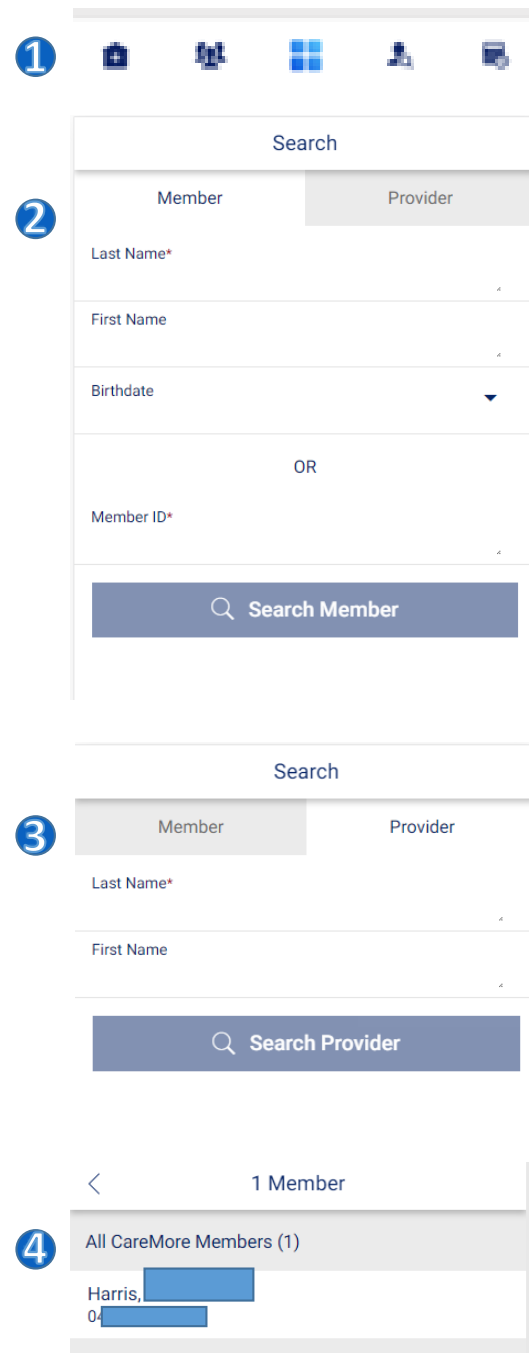 1
Search
2
Member Provider
Last Name*
First Name
Birthdate
OR
Member ID*
Search Member
Search
3
Member Provider
Last Name*
First Name
Search Provider
1 Member
4
All CareMore Members (1)
Harris,
04